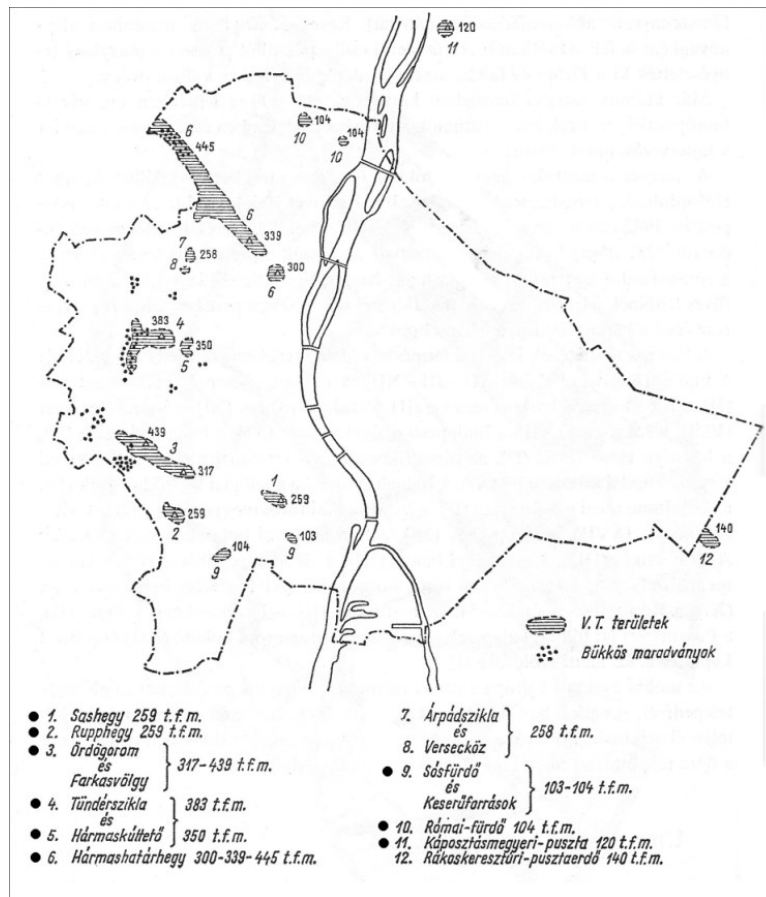 120
11
104
10
104
10
6
445
6
339
7
258
8
300
6
383
4
350
5
439
3
317
1
259
259
2
103
9
104
9
140
12
V.T. területek
Bükkös maradványok
● 1. Sashegy 259 t.f.m.
● 2. Rupphegy 259 t.f.m.
● 3. Ördögorom
és
Farkasvölgy
317-439 t.f.m.
● 4. Tündérszikla
és
383 t.f.m.
● 5. Hármaskúttető
350 t.f.m.
● 6. Hármashatárhegy 300-339-445 t.f.m.
7. Árpádszikla
és
8. Verseckáz
258 t.f.m.
● 9. Sósfürdő
és
Keserűforrások
103-104 t.f.m.
● 10. Római-fürdő 104 t.f.m.
● 11. Káposztásmegyeri-puszta 120 t.f.m.
12. Rákoskeresztúri-pusztaerdő 140 t.f.m.